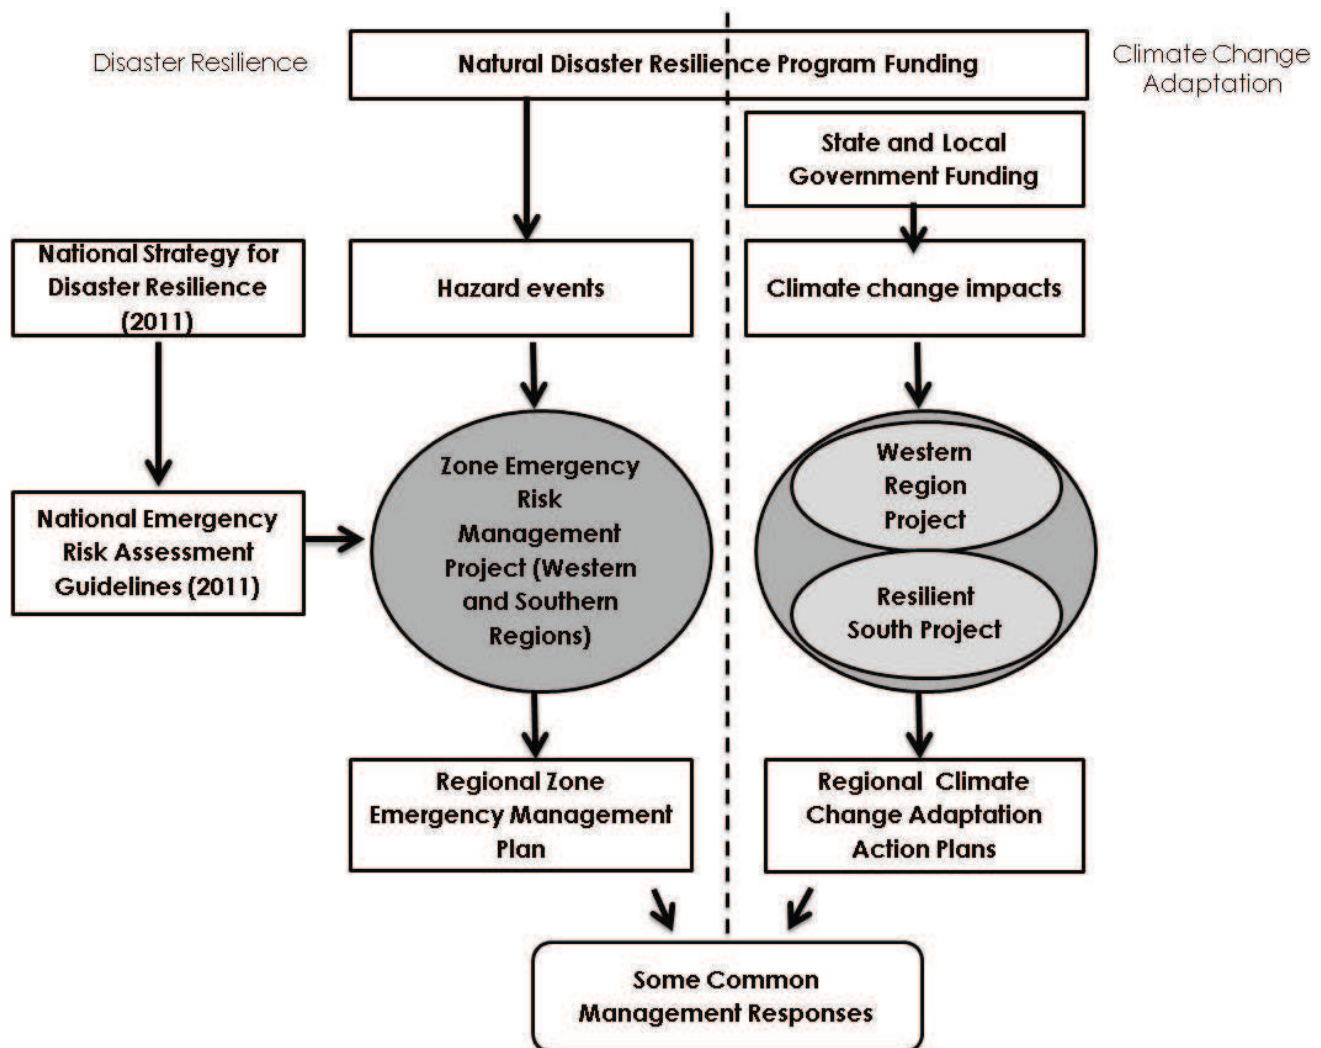 Disaster Resilience
Natural Disaster Resilience Program Funding
Climate Change
Adaptation
State and Local
Government Funding
National Strategy for
Disaster Resilience
(2011)
Hazard events
Climate change impacts
National Emergency
Risk Assessment
Guidelines (2011)
Zone Emergency
Risk
Management
Project (Western
and Southern
Regions)
Western
Region
Project
Resilient
South Project
Regional Zone
Emergency Management
Plan
Regional Climate
Change Adaptation
Action Plans
Some Common
Management Responses